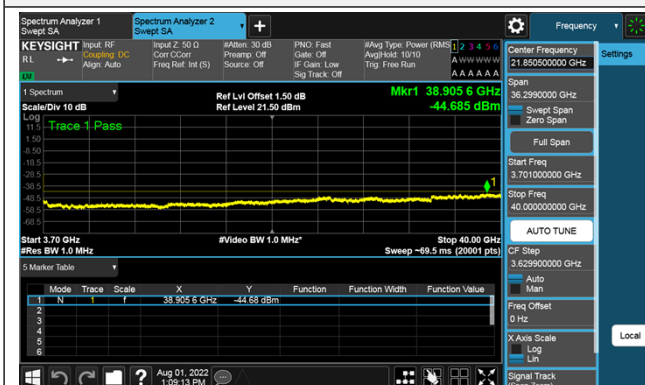 Spectrum Analyzer 1
Swept SA
Spectrum Analyzer 2
Swept SA
Frequency
KEYSIGHT
RL
LXI
Input: RF
Coupling: DC
Align: Auto
Input Z: 50 Ω
Corr CCorr
Freq Ref: Int (S)
#Atten: 30 dB
Preamp: Off
Source: Off
PNO: Fast
Gate: Off
IF Gain: Low
Sig Track: Off
#Avg Type: Power (RMS
Avg|Hold: 10/10
Trig: Free Run
1 2 3 4 5 6
A W W W W W
A A A A A A
1 Spectrum
Scale/Div 10 dB
Ref Lvl Offset 1.50 dB
Ref Level 21.50 dBm
Mkr1 38.905 6 GHz
-44.685 dBm
Log
Trace 1 Pass
11.5
1.50
-8.50
-18.5
-28.5
-38.5
-48.5
-58.5
-68.5
1
Start 3.70 GHz
#Res BW 1.0 MHz
#Video BW 1.0 MHz*
Stop 40.00 GHz
Sweep ~69.5 ms (20001 pts)
5 Marker Table
Mode Trace Scale X Y Function Function Width Function Value
1 N 1 f 38.905 6 GHz -44.68 dBm
2
3
4
5
6
Aug 01, 2022
1:09:13 PM
Center Frequency
21.850500000 GHz
Span
36.2990000 GHz
Swept Span
Zero Span
Full Span
Start Freq
3.701000000 GHz
Stop Freq
40.000000000 GHz
AUTO TUNE
CF Step
3.629900000 GHz
Auto
Man
Freq Offset
0 Hz
X Axis Scale
Log
Lin
Signal Track
(Span Zoom)
Settings
Local